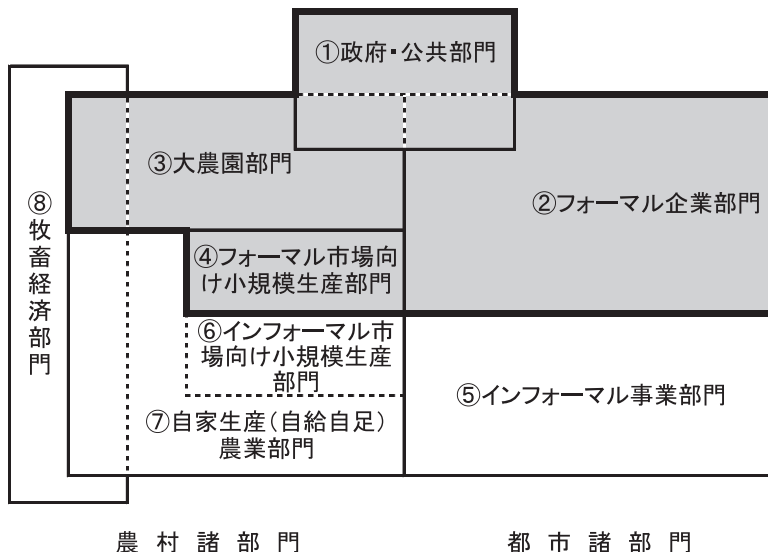 ①政府・公共部門
③大農園部門
②フォーマル企業部門
⑧牧畜経済部門
④フォーマル市場向
け小規模生産部門
⑥インフォーマル市
場向け小規模生産
部門
⑤インフォーマル事業部門
⑦自家生産（自給自足）
農業部門
農村諸部門
都市諸部門